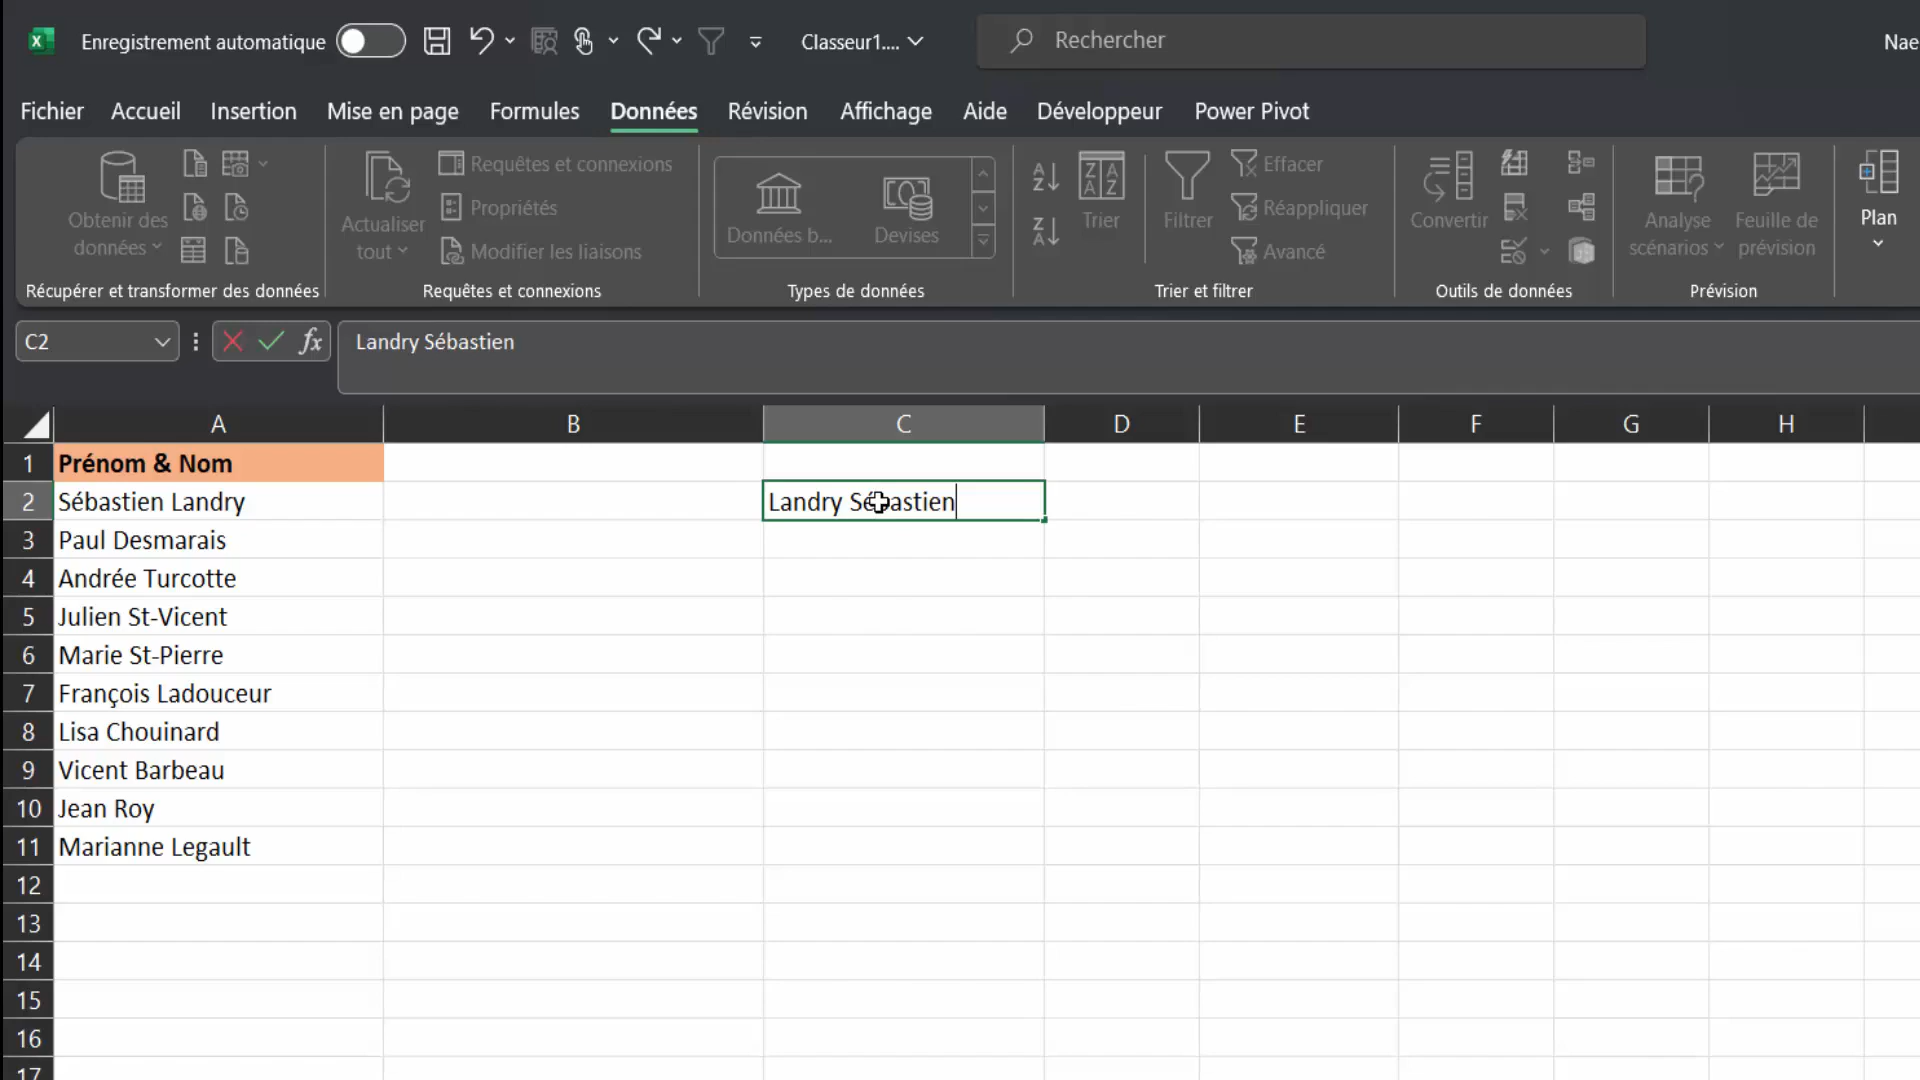 Enregistrement automatique
Classeur1....
Rechercher
Nae
Fichier Accueil Insertion Mise en page Formules Données Révision Affichage Aide Développeur Power Pivot
Obtenir des données
Récupérer et transformer des données
Actualiser tout
Requêtes et connexions
Propriétés
Modifier les liaisons
Requêtes et connexions
Données b...
Devises
Types de données
Trier
Filtrer
Effacer
Réappliquer
Avancé
Trier et filtrer
Convertir
Outils de données
Analyse scénarios
Feuille de prévision
Prévision
Plan
C2
fx
Landry Sébastien
A B C D E F G H
1 Prénom & Nom
2 Sébastien Landry Landry Sébastien
3 Paul Desmarais
4 Andrée Turcotte
5 Julien St-Vicent
6 Marie St-Pierre
7 François Ladouceur
8 Lisa Chouinard
9 Vicent Barbeau
10 Jean Roy
11 Marianne Legault
12
13
14
15
16
17